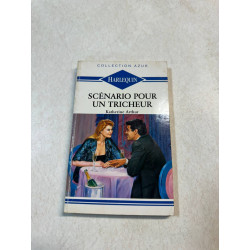 COLLECTION AZUR
HARLEQUIN
SCÉNARIO POUR
UN TRICHEUR
Katherine Arthur